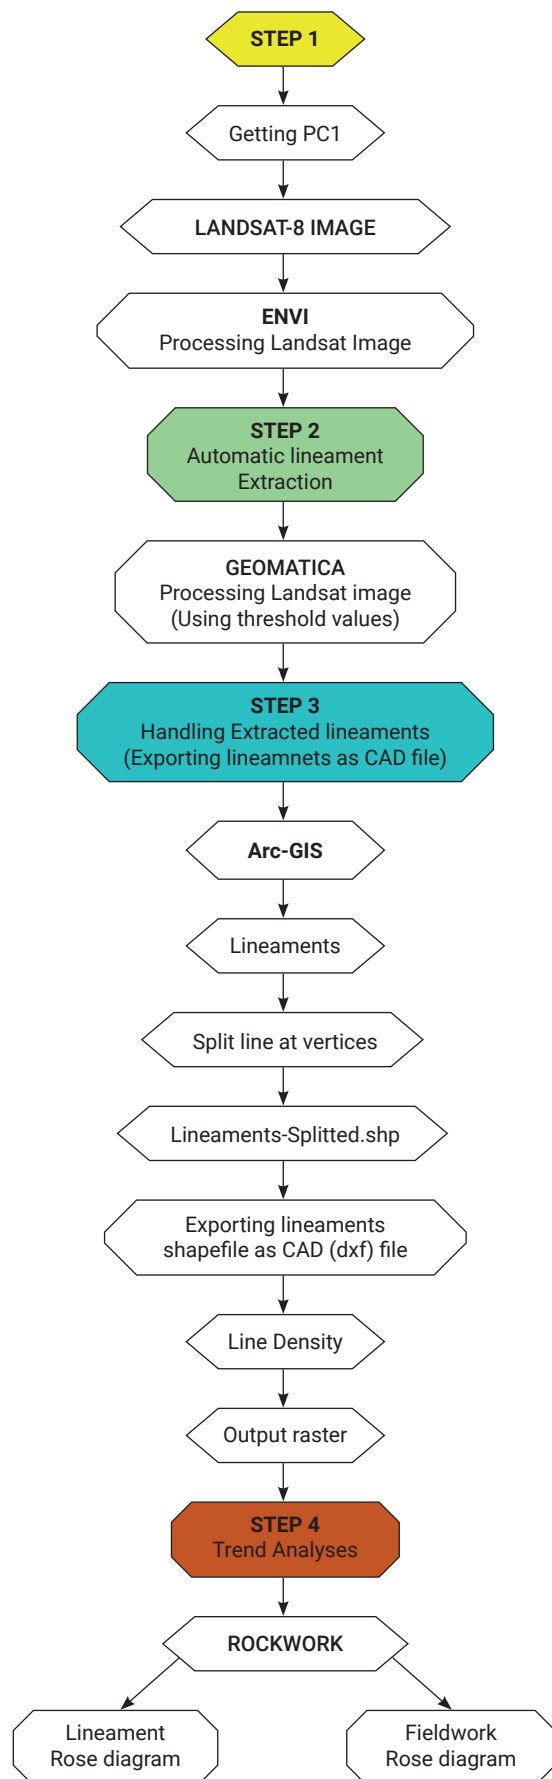 STEP 1
Getting PC1
LANDSAT-8 IMAGE
ENVI
Processing Landsat Image
STEP 2
Automatic lineament
Extraction
GEOMATICA
Processing Landsat image
(Using threshold values)
STEP 3
Handling Extracted lineaments
(Exporting lineamnets as CAD file)
Arc-GIS
Lineaments
Split line at vertices
Lineaments-Splitted.shp
Exporting lineaments
shapefile as CAD (dxf) file
Line Density
Output raster
STEP 4
Trend Analyses
ROCKWORK
Lineament
Rose diagram
Fieldwork
Rose diagram